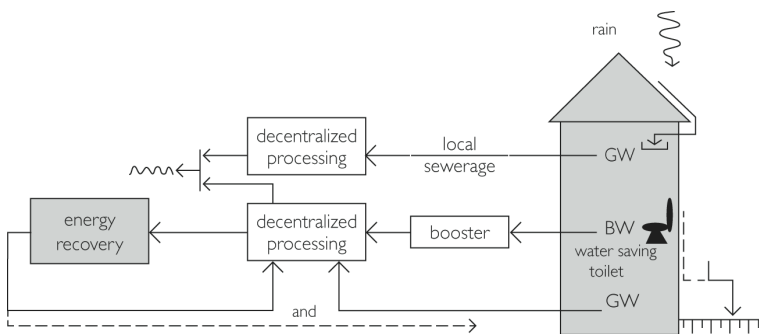 rain
decentralized
processing
local
sewerage
GW
energy
recovery
decentralized
processing
booster
BW
water saving
toilet
and
GW